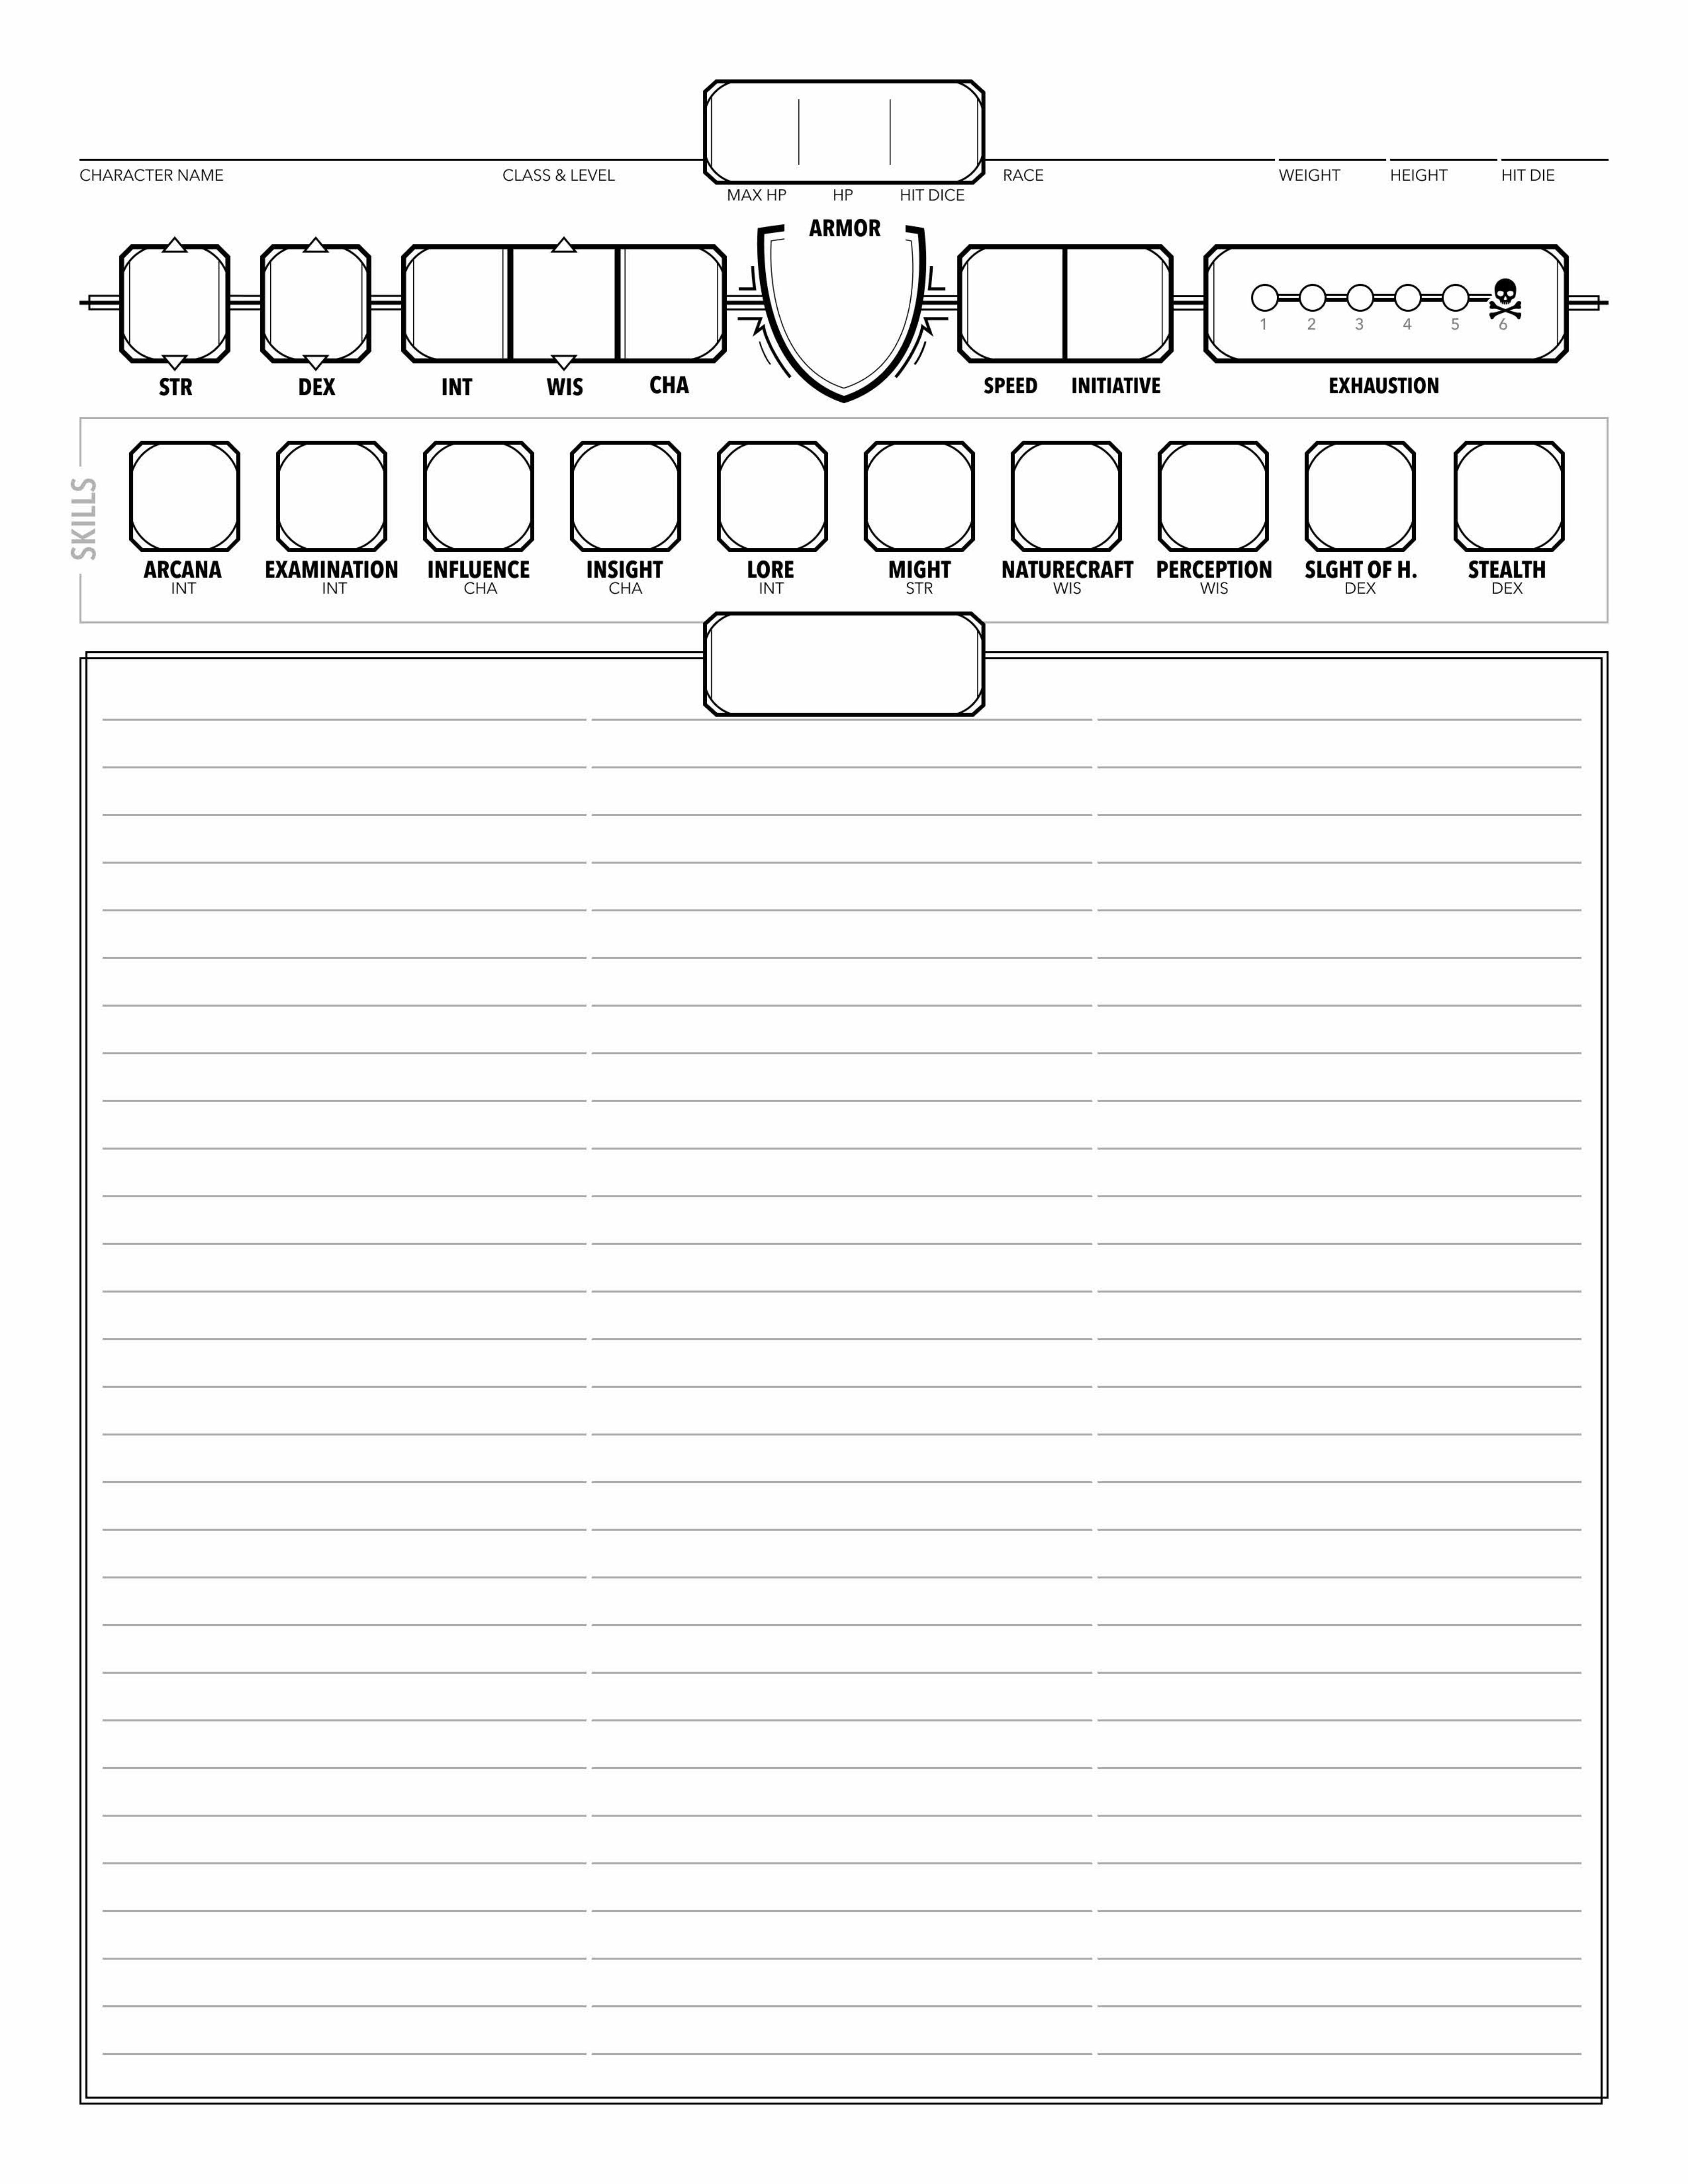 CHARACTER NAME CLASS & LEVEL RACE WEIGHT HEIGHT HIT DIE
MAX HP HP HIT DICE
ARMOR
1 2 3 4 5 6
STR DEX INT WIS CHA SPEED INITIATIVE EXHAUSTION
SKILLS
ARCANA EXAMINATION INFLUENCE INSIGHT LORE MIGHT NATURECRAFT PERCEPTION SLGHT OF H. STEALTH
INT INT CHA CHA INT STR WIS WIS DEX DEX